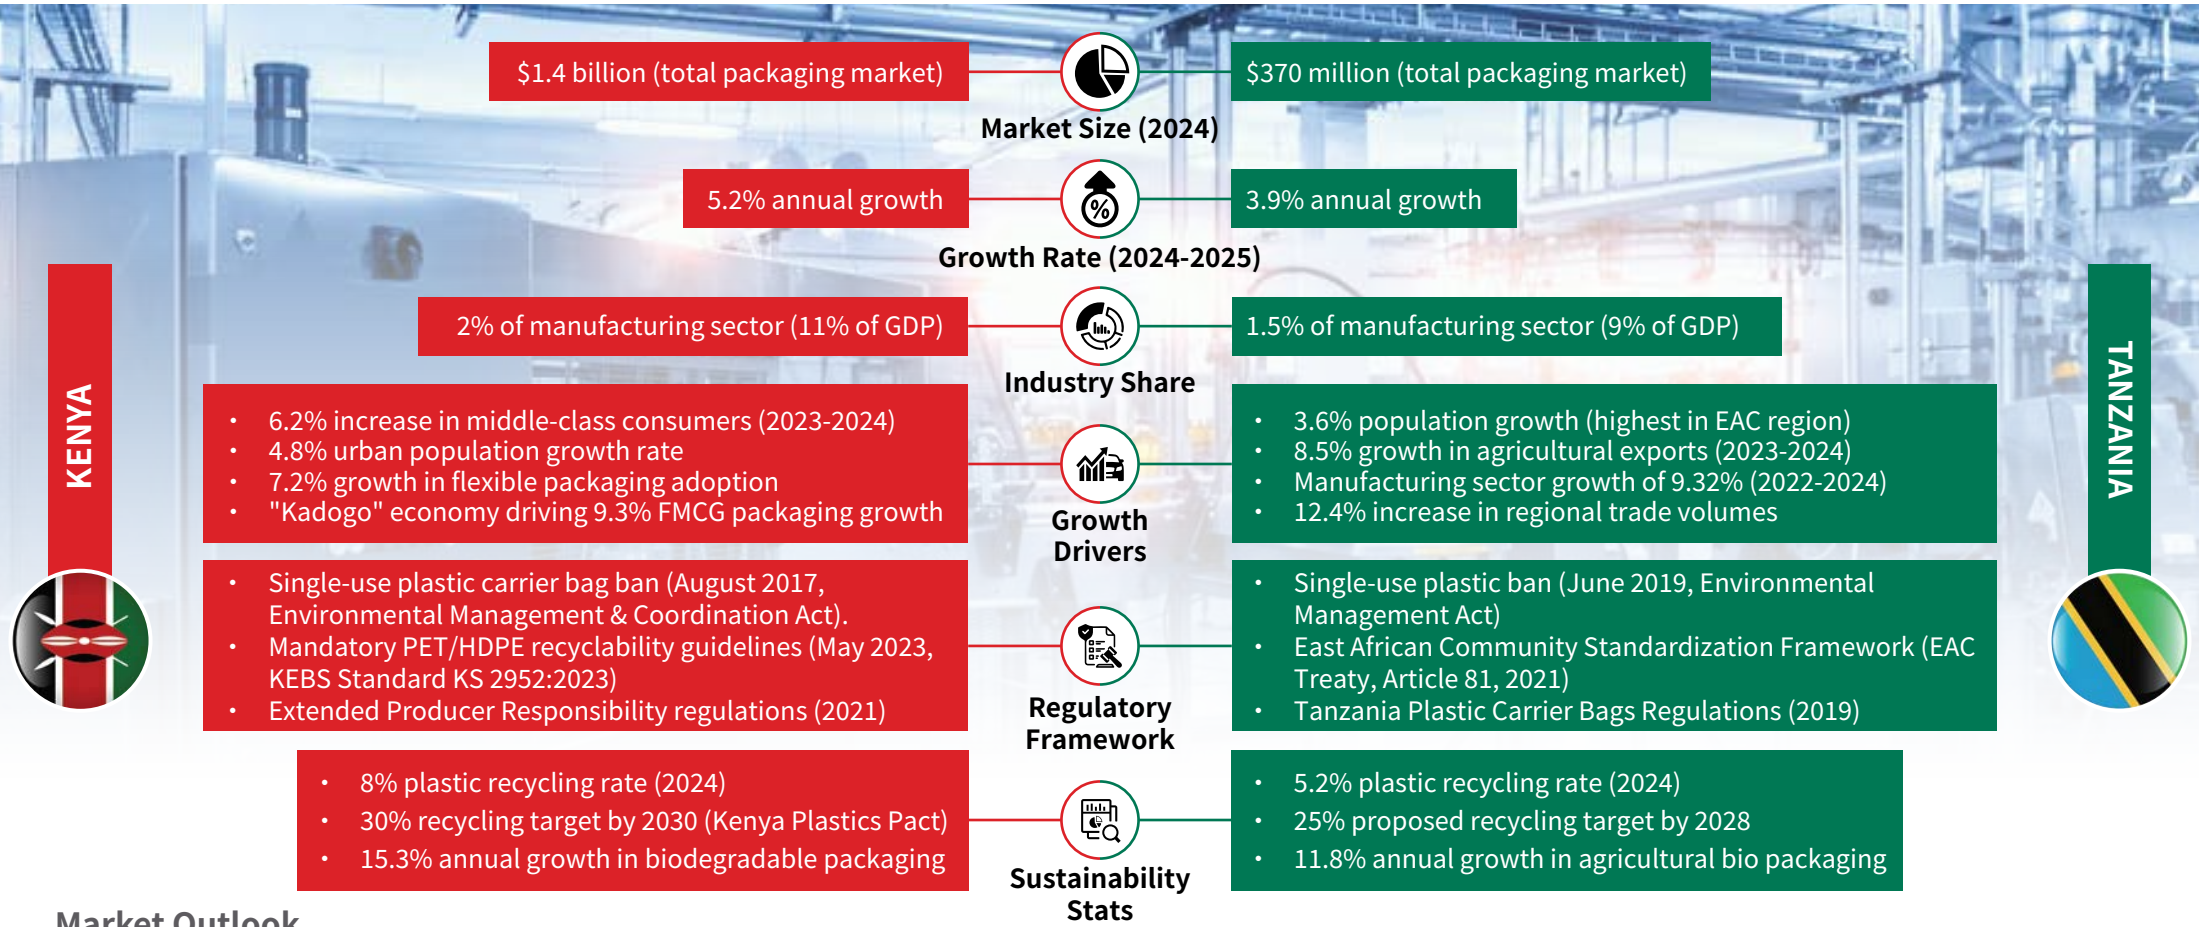 $1.4 billion (total packaging market)
$370 million (total packaging market)
Market Size (2024)
5.2% annual growth
%
3.9% annual growth
Growth Rate (2024-2025)
2% of manufacturing sector (11% of GDP)
1.5% of manufacturing sector (9% of GDP)
Industry Share
KENYA
• 6.2% increase in middle-class consumers (2023-2024)
• 4.8% urban population growth rate
• 7.2% growth in flexible packaging adoption
• "Kadogo" economy driving 9.3% FMCG packaging growth
Growth
Drivers
• 3.6% population growth (highest in EAC region)
• 8.5% growth in agricultural exports (2023-2024)
• Manufacturing sector growth of 9.32% (2022-2024)
• 12.4% increase in regional trade volumes
TANZANIA
• Single-use plastic carrier bag ban (August 2017,
Environmental Management & Coordination Act).
• Mandatory PET/HDPE recyclability guidelines (May 2023,
KEBS Standard KS 2952:2023)
• Extended Producer Responsibility regulations (2021)
Regulatory
Framework
• Single-use plastic ban (June 2019, Environmental
Management Act)
• East African Community Standardization Framework (EAC
Treaty, Article 81, 2021)
• Tanzania Plastic Carrier Bags Regulations (2019)
• 8% plastic recycling rate (2024)
• 30% recycling target by 2030 (Kenya Plastics Pact)
• 15.3% annual growth in biodegradable packaging
Sustainability
Stats
• 5.2% plastic recycling rate (2024)
• 25% proposed recycling target by 2028
• 11.8% annual growth in agricultural bio packaging
Market Outlook